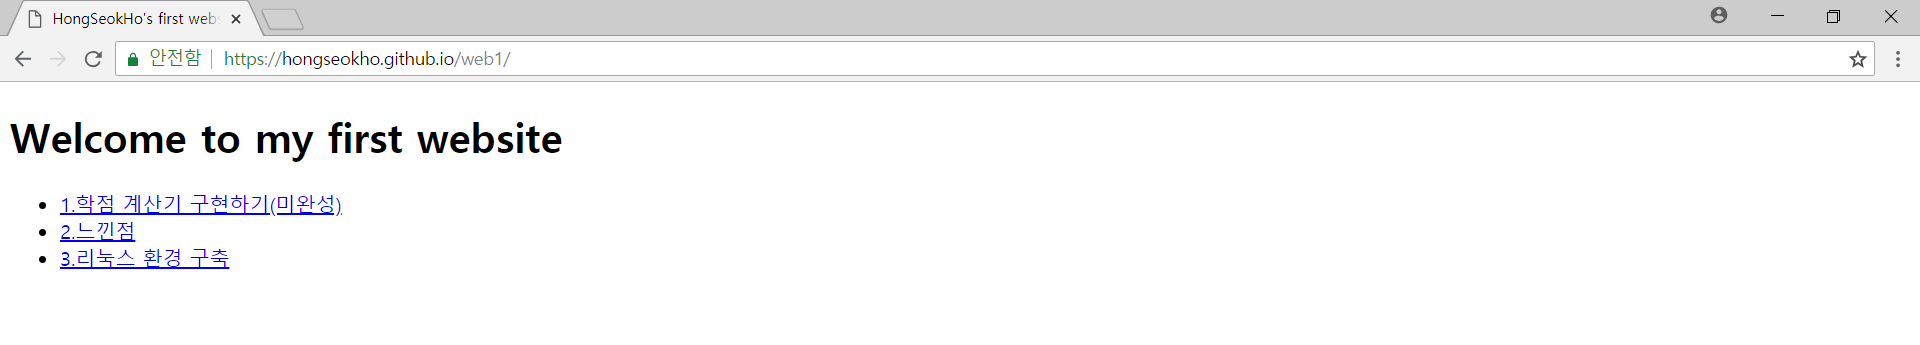 HongSeokHo's first webs
안전함 https://hongseokho.github.io/web1/
Welcome to my first website
1.학점 계산기 구현하기(미완성)
2.느낀점
3.리눅스 환경 구축